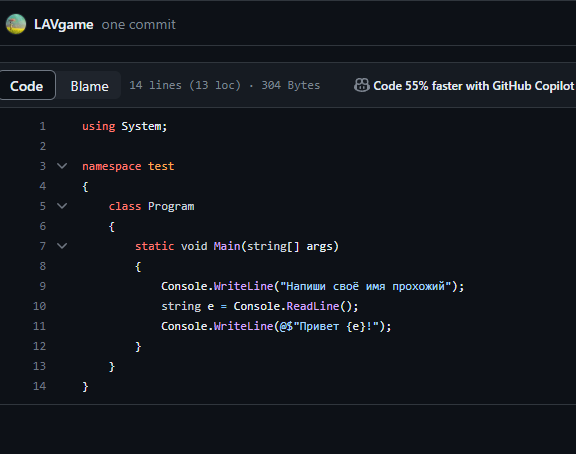 LAVgame one commit
Code Blame 14 lines (13 loc) · 304 Bytes Code 55% faster with GitHub Copilot
1 using System;
2
3 namespace test
4 {
5 class Program
6 {
7 static void Main(string[] args)
8 {
9 Console.WriteLine("Напиши своё имя прохожий");
10 string e = Console.ReadLine();
11 Console.WriteLine(@$"Привет {e}!");
12 }
13 }
14 }